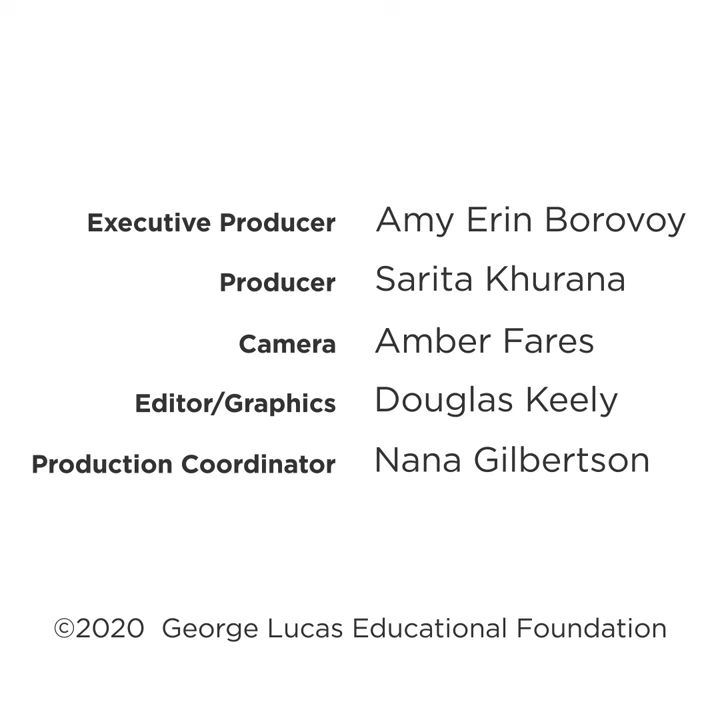 Executive Producer Amy Erin Borovoy
Producer Sarita Khurana
Camera Amber Fares
Editor/Graphics Douglas Keely
Production Coordinator Nana Gilbertson
©2020 George Lucas Educational Foundation